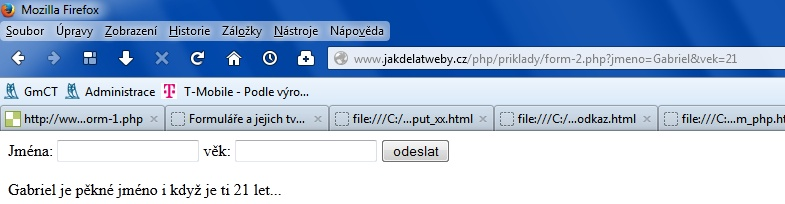 Mozilla Firefox
Soubor Úpravy Zobrazení Historie Záložky Nástroje Nápověda
www.jakdelatweby.cz/php/priklady/form-2.php?jmeno=Gabriel&vek=21
GmCT Administrace T-Mobile - Podle výro...
http://ww...orm-1.php Formuláře a jejich tv... file:///C:/...put_xx.html file:///C:/...odkaz.html file:///C:...m_php.ht
Jména: věk: odeslat
Gabriel je pěkné jméno i když je ti 21 let...